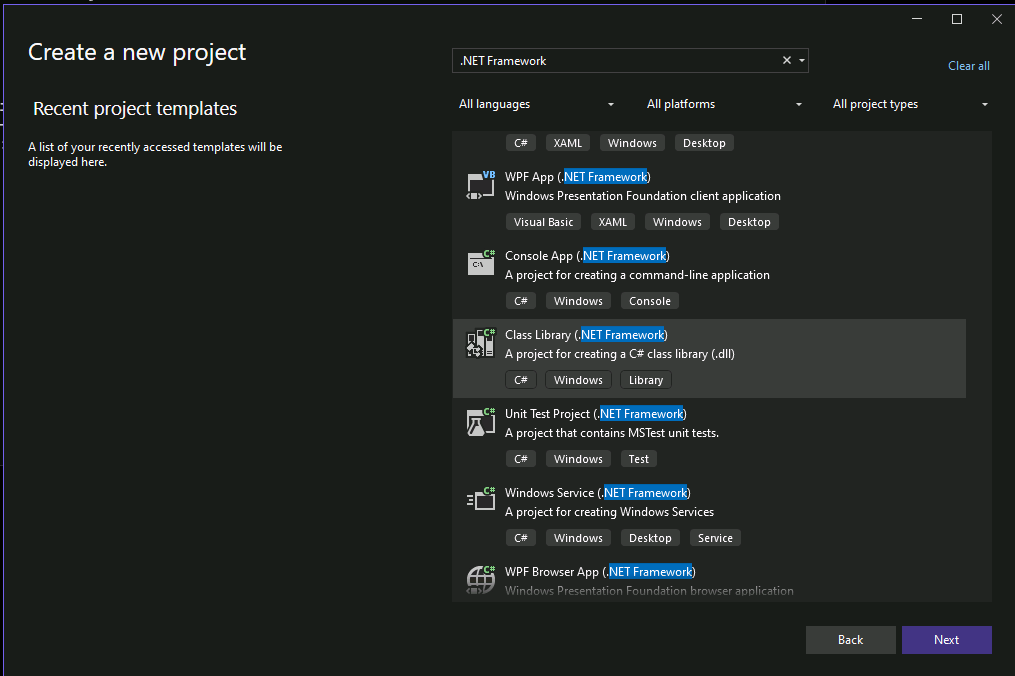 Create a new project
Recent project templates
A list of your recently accessed templates will be
displayed here.
.NET Framework
Clear all
All languages
All platforms
All project types
C# XAML Windows Desktop
VB
WPF App (.NET Framework)
Windows Presentation Foundation client application
Visual Basic XAML Windows Desktop
C#
C:\
Console App (.NET Framework)
A project for creating a command-line application
C# Windows Console
C#
Class Library (.NET Framework)
A project for creating a C# class library (.dll)
C# Windows Library
C#
Unit Test Project (.NET Framework)
A project that contains MSTest unit tests.
C# Windows Test
C#
Windows Service (.NET Framework)
A project for creating Windows Services
C# Windows Desktop Service
C#
WPF Browser App (.NET Framework)
Windows Presentation Foundation browser application
Back
Next